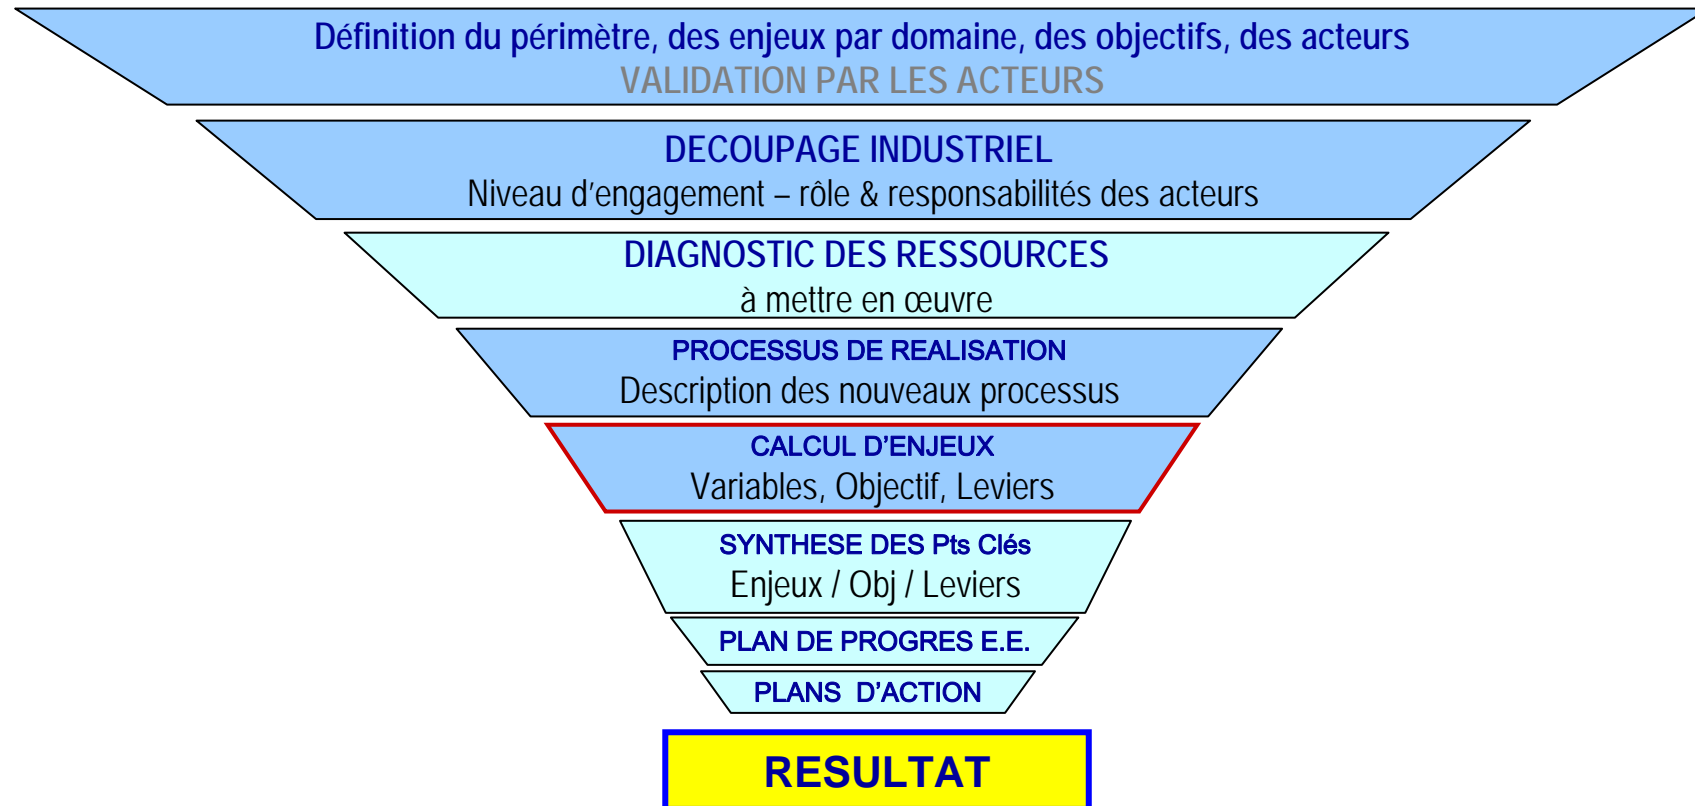 Définition du périmètre, des enjeux par domaine, des objectifs, des acteurs
VALIDATION PAR LES ACTEURS
DECOUPAGE INDUSTRIEL
Niveau d’engagement – rôle & responsabilités des acteurs
DIAGNOSTIC DES RESSOURCES
à mettre en œuvre
PROCESSUS DE REALISATION
Description des nouveaux processus
CALCUL D’ENJEUX
Variables, Objectif, Leviers
SYNTHESE DES Pts Clés
Enjeux / Obj / Leviers
PLAN DE PROGRES E.E.
PLANS D’ACTION
RESULTAT